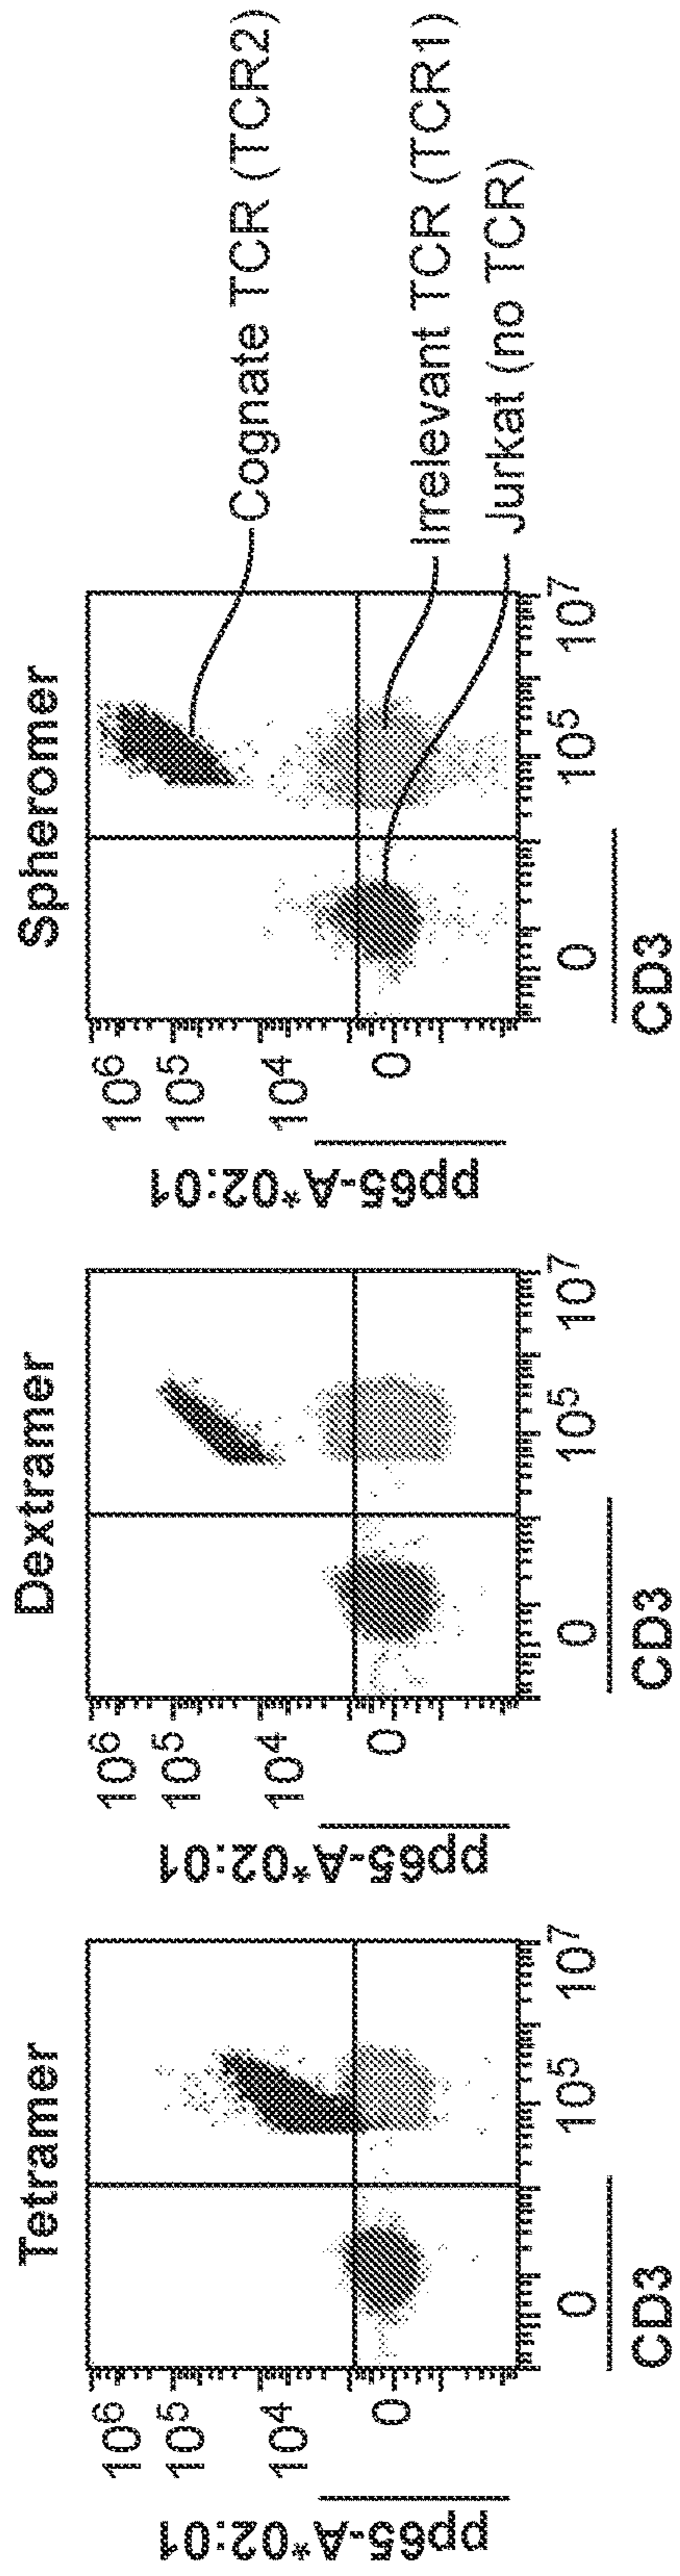 Tetramer
10⁶
10⁵
10⁴
0
pp65-A*02:01
0 10⁵ 10⁷
CD3
Dextramer
10⁶
10⁵
10⁴
0
pp65-A*02:01
0 10⁵ 10⁷
CD3
Spheromer
10⁶
10⁵
10⁴
0
pp65-A*02:01
0 10⁵ 10⁷
CD3
Cognate TCR (TCR2)
Irrelevant TCR (TCR1)
Jurkat (no TCR)